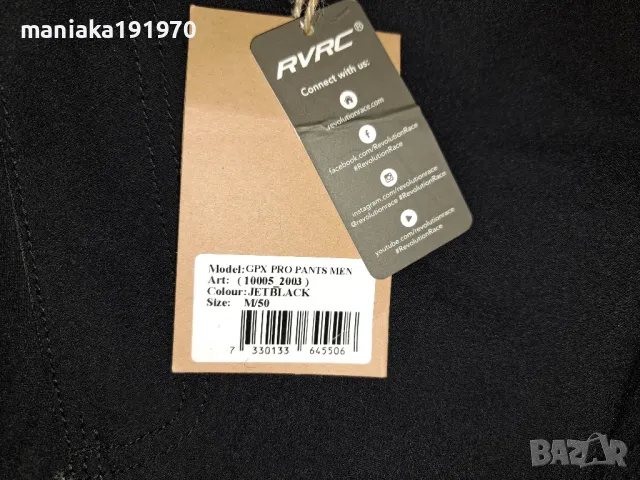 maniaka191970
RVRC®
Connect with us:
revolutionrace.com
facebook.com/RevolutionRace
#RevolutionRace
instagram.com/revolutionrace
@revolutionrace #RevolutionRace
youtube.com/revolutionrace
#RevolutionRace
Model:GPX PRO PANTS MEN
Art: (10005_2003)
Colour:JETBLACK
Size: M/50
7 330133 645506
BAZAR